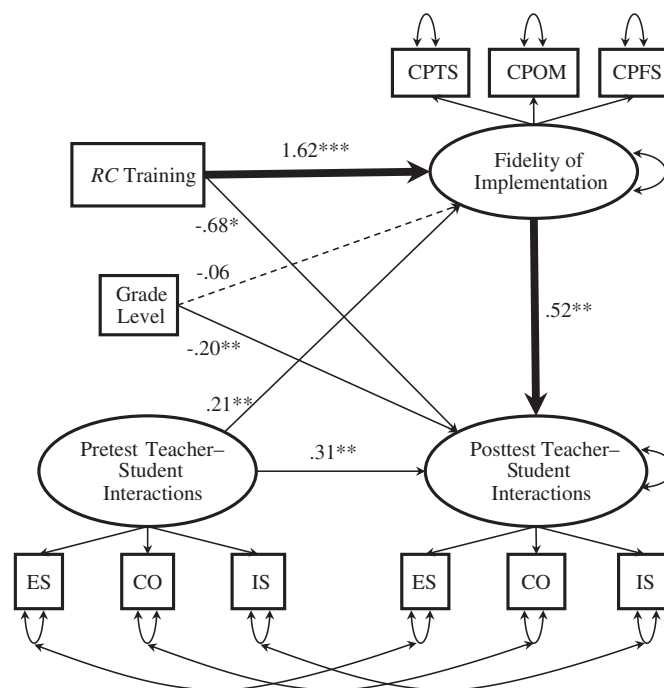 CPTS
CPOM
CPFS
1.62***
RC Training
Fidelity of
Implementation
-.68*
-.06
Grade
Level
.52**
-.20**
.21**
Pretest Teacher–
Student
Interactions
.31**
Posttest Teacher–
Student
Interactions
ES
CO
IS
ES
CO
IS